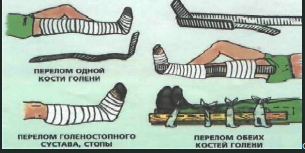 ПЕРЕЛОМ ОДНОЙ
КОСТИ ГОЛЕНИ
ПЕРЕЛОМ ГОЛЕНОСТОПНОГО
СУСТАВА, СТОПЫ
ПЕРЕЛОМ ОБЕИХ
КОСТЕЙ ГОЛЕНИ